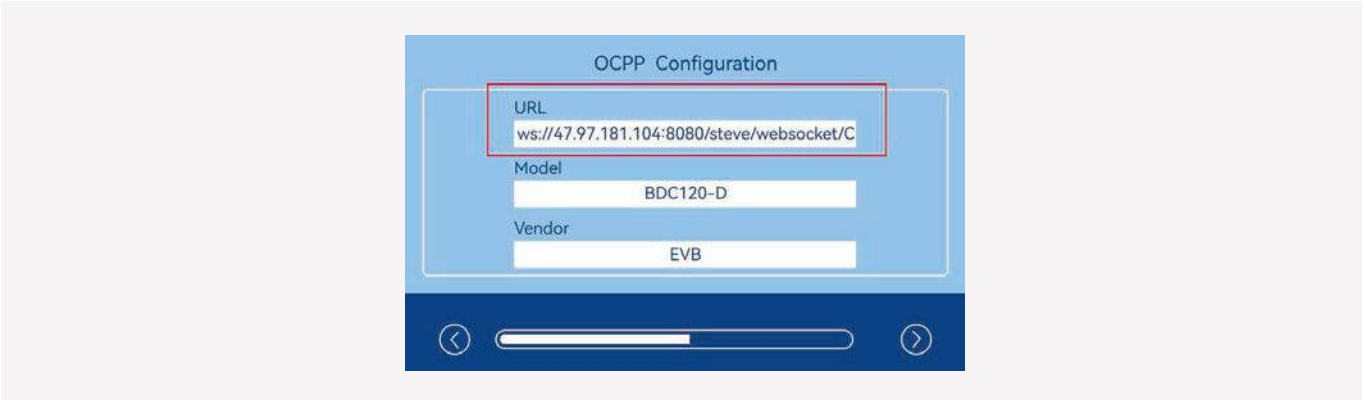 OCPP Configuration
URL
ws://47.97.181.104:8080/steve/websocket/C
Model
BDC120-D
Vendor
EVB